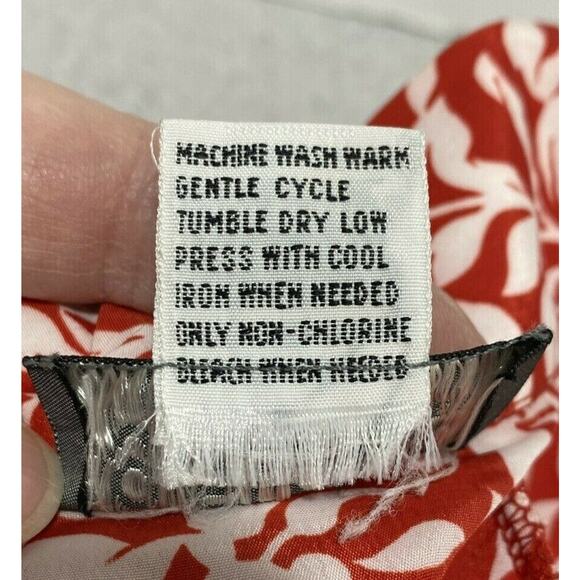 MACHINE WASH WARM
GENTLE CYCLE
TUMBLE DRY LOW
PRESS WITH COOL
IRON WHEN NEEDED
ONLY NON-CHLORINE
BLEACH WHEN NEEDED